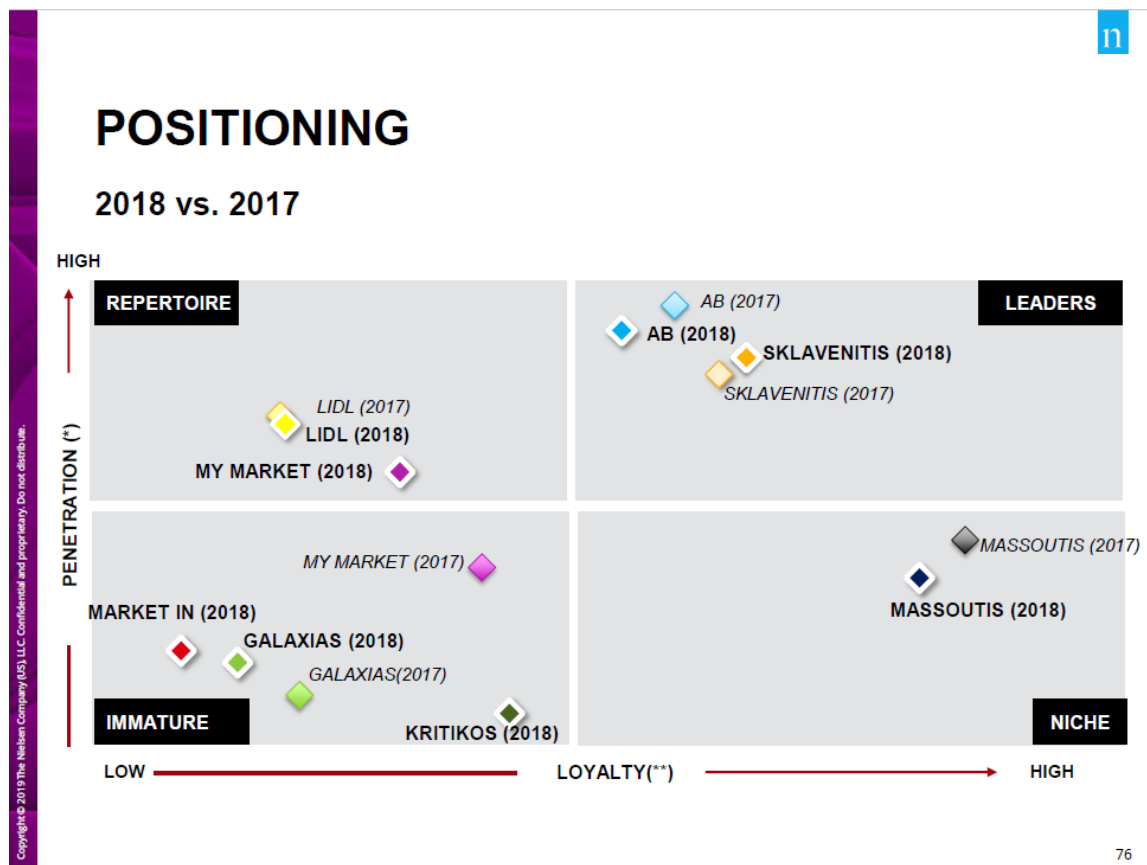 n
POSITIONING
2018 vs. 2017
HIGH
REPERTOIRE
LEADERS
AB (2017)
AB (2018)
SKLAVENITIS (2018)
SKLAVENITIS (2017)
LIDL (2017)
LIDL (2018)
MY MARKET (2018)
PENETRATION (*)
MY MARKET (2017)
MASSOUTIS (2017)
MASSOUTIS (2018)
MARKET IN (2018)
GALAXIAS (2018)
GALAXIAS(2017)
KRITIKOS (2018)
IMMATURE
NICHE
LOW
LOYALTY(**)
HIGH
Copyright © 2019 The Nielsen Company (US), LLC. Confidential and proprietary. Do not distribute.
76